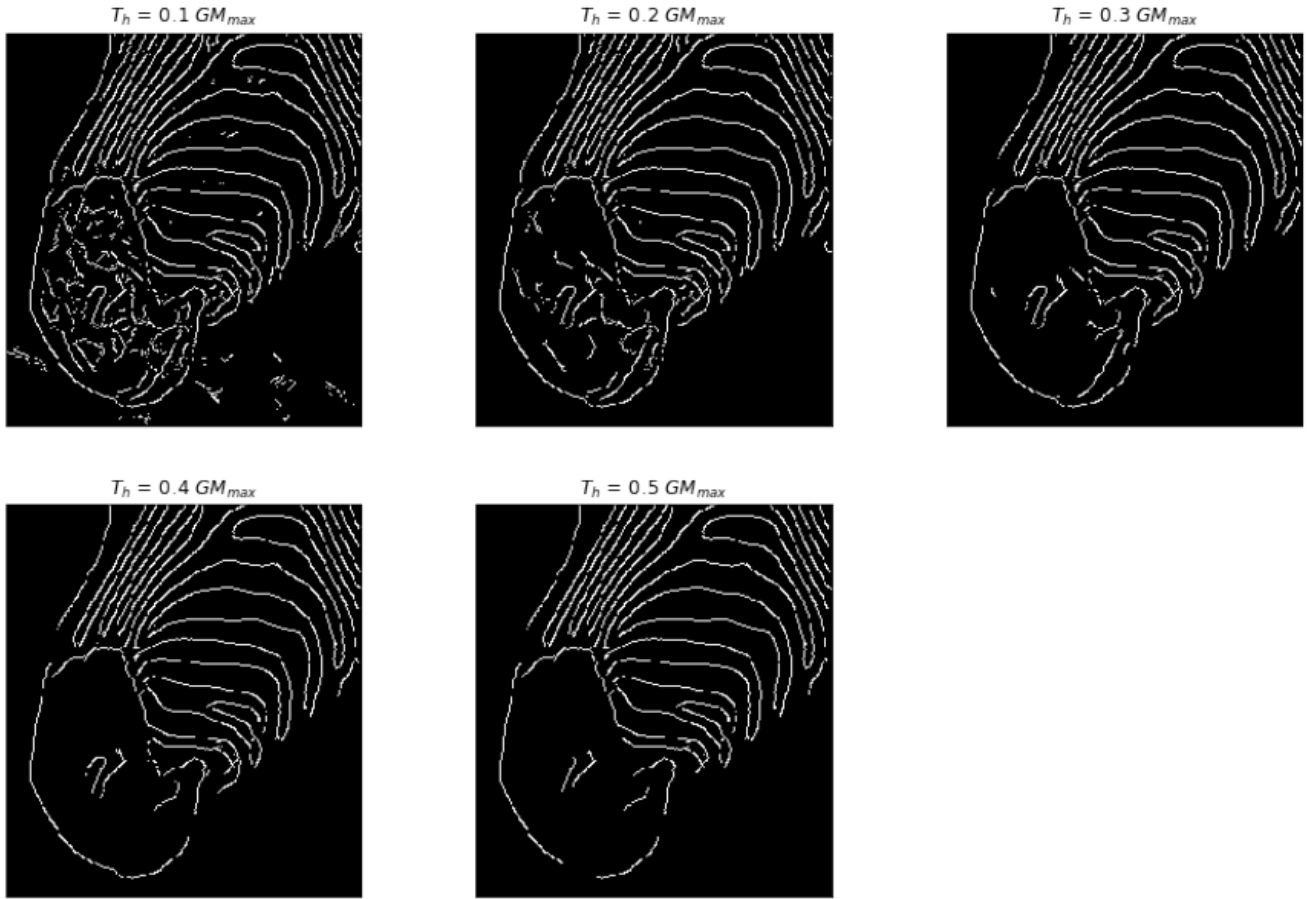 T_h = 0.1 GM_max
T_h = 0.2 GM_max
T_h = 0.3 GM_max
T_h = 0.4 GM_max
T_h = 0.5 GM_max